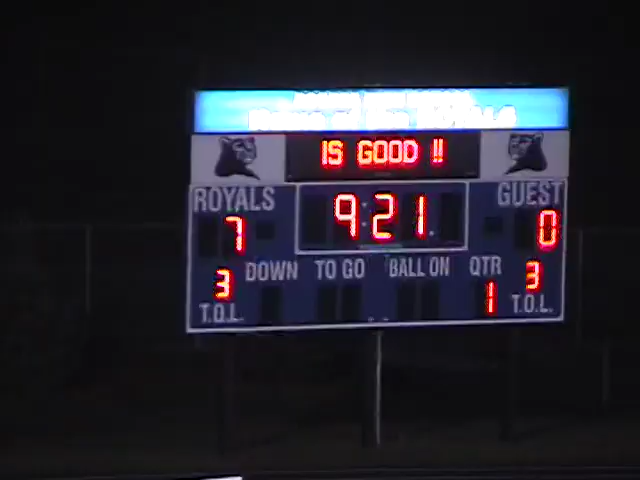 IS GOOD !!
ROYALS 9:21 GUEST
7 0
DOWN TO GO BALL ON QTR
3 1 3
T.O.L. T.O.L.